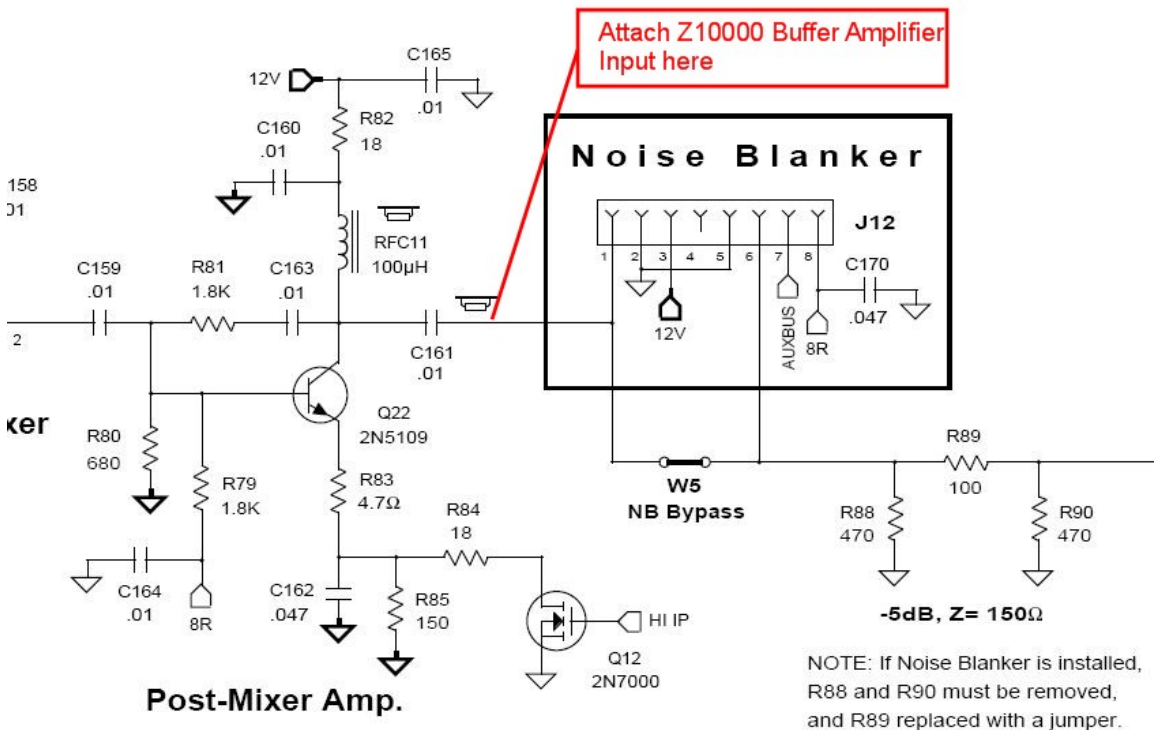 Attach Z10000 Buffer Amplifier
Input here
12V
C165
.01
R82
18
C160
.01
RFC11
100µH
Noise Blanker
J12
1 2 3 4 5 6 7 8
C170
.047
12V
AUXBUS
8R
158
01
C159
.01
R81
1.8K
C163
.01
C161
.01
2
xer
Q22
2N5109
R80
680
R79
1.8K
R83
4.7Ω
R84
18
C164
.01
8R
C162
.047
R85
150
HI IP
Q12
2N7000
W5
NB Bypass
R89
100
R88
470
R90
470
-5dB, Z= 150Ω
Post-Mixer Amp.
NOTE: If Noise Blanker is installed,
R88 and R90 must be removed,
and R89 replaced with a jumper.